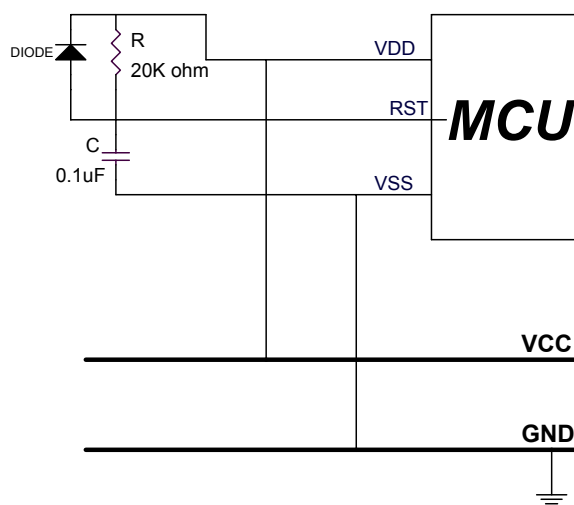 DIODE
R
20K ohm
VDD
RST
MCU
C
0.1uF
VSS
VCC
GND